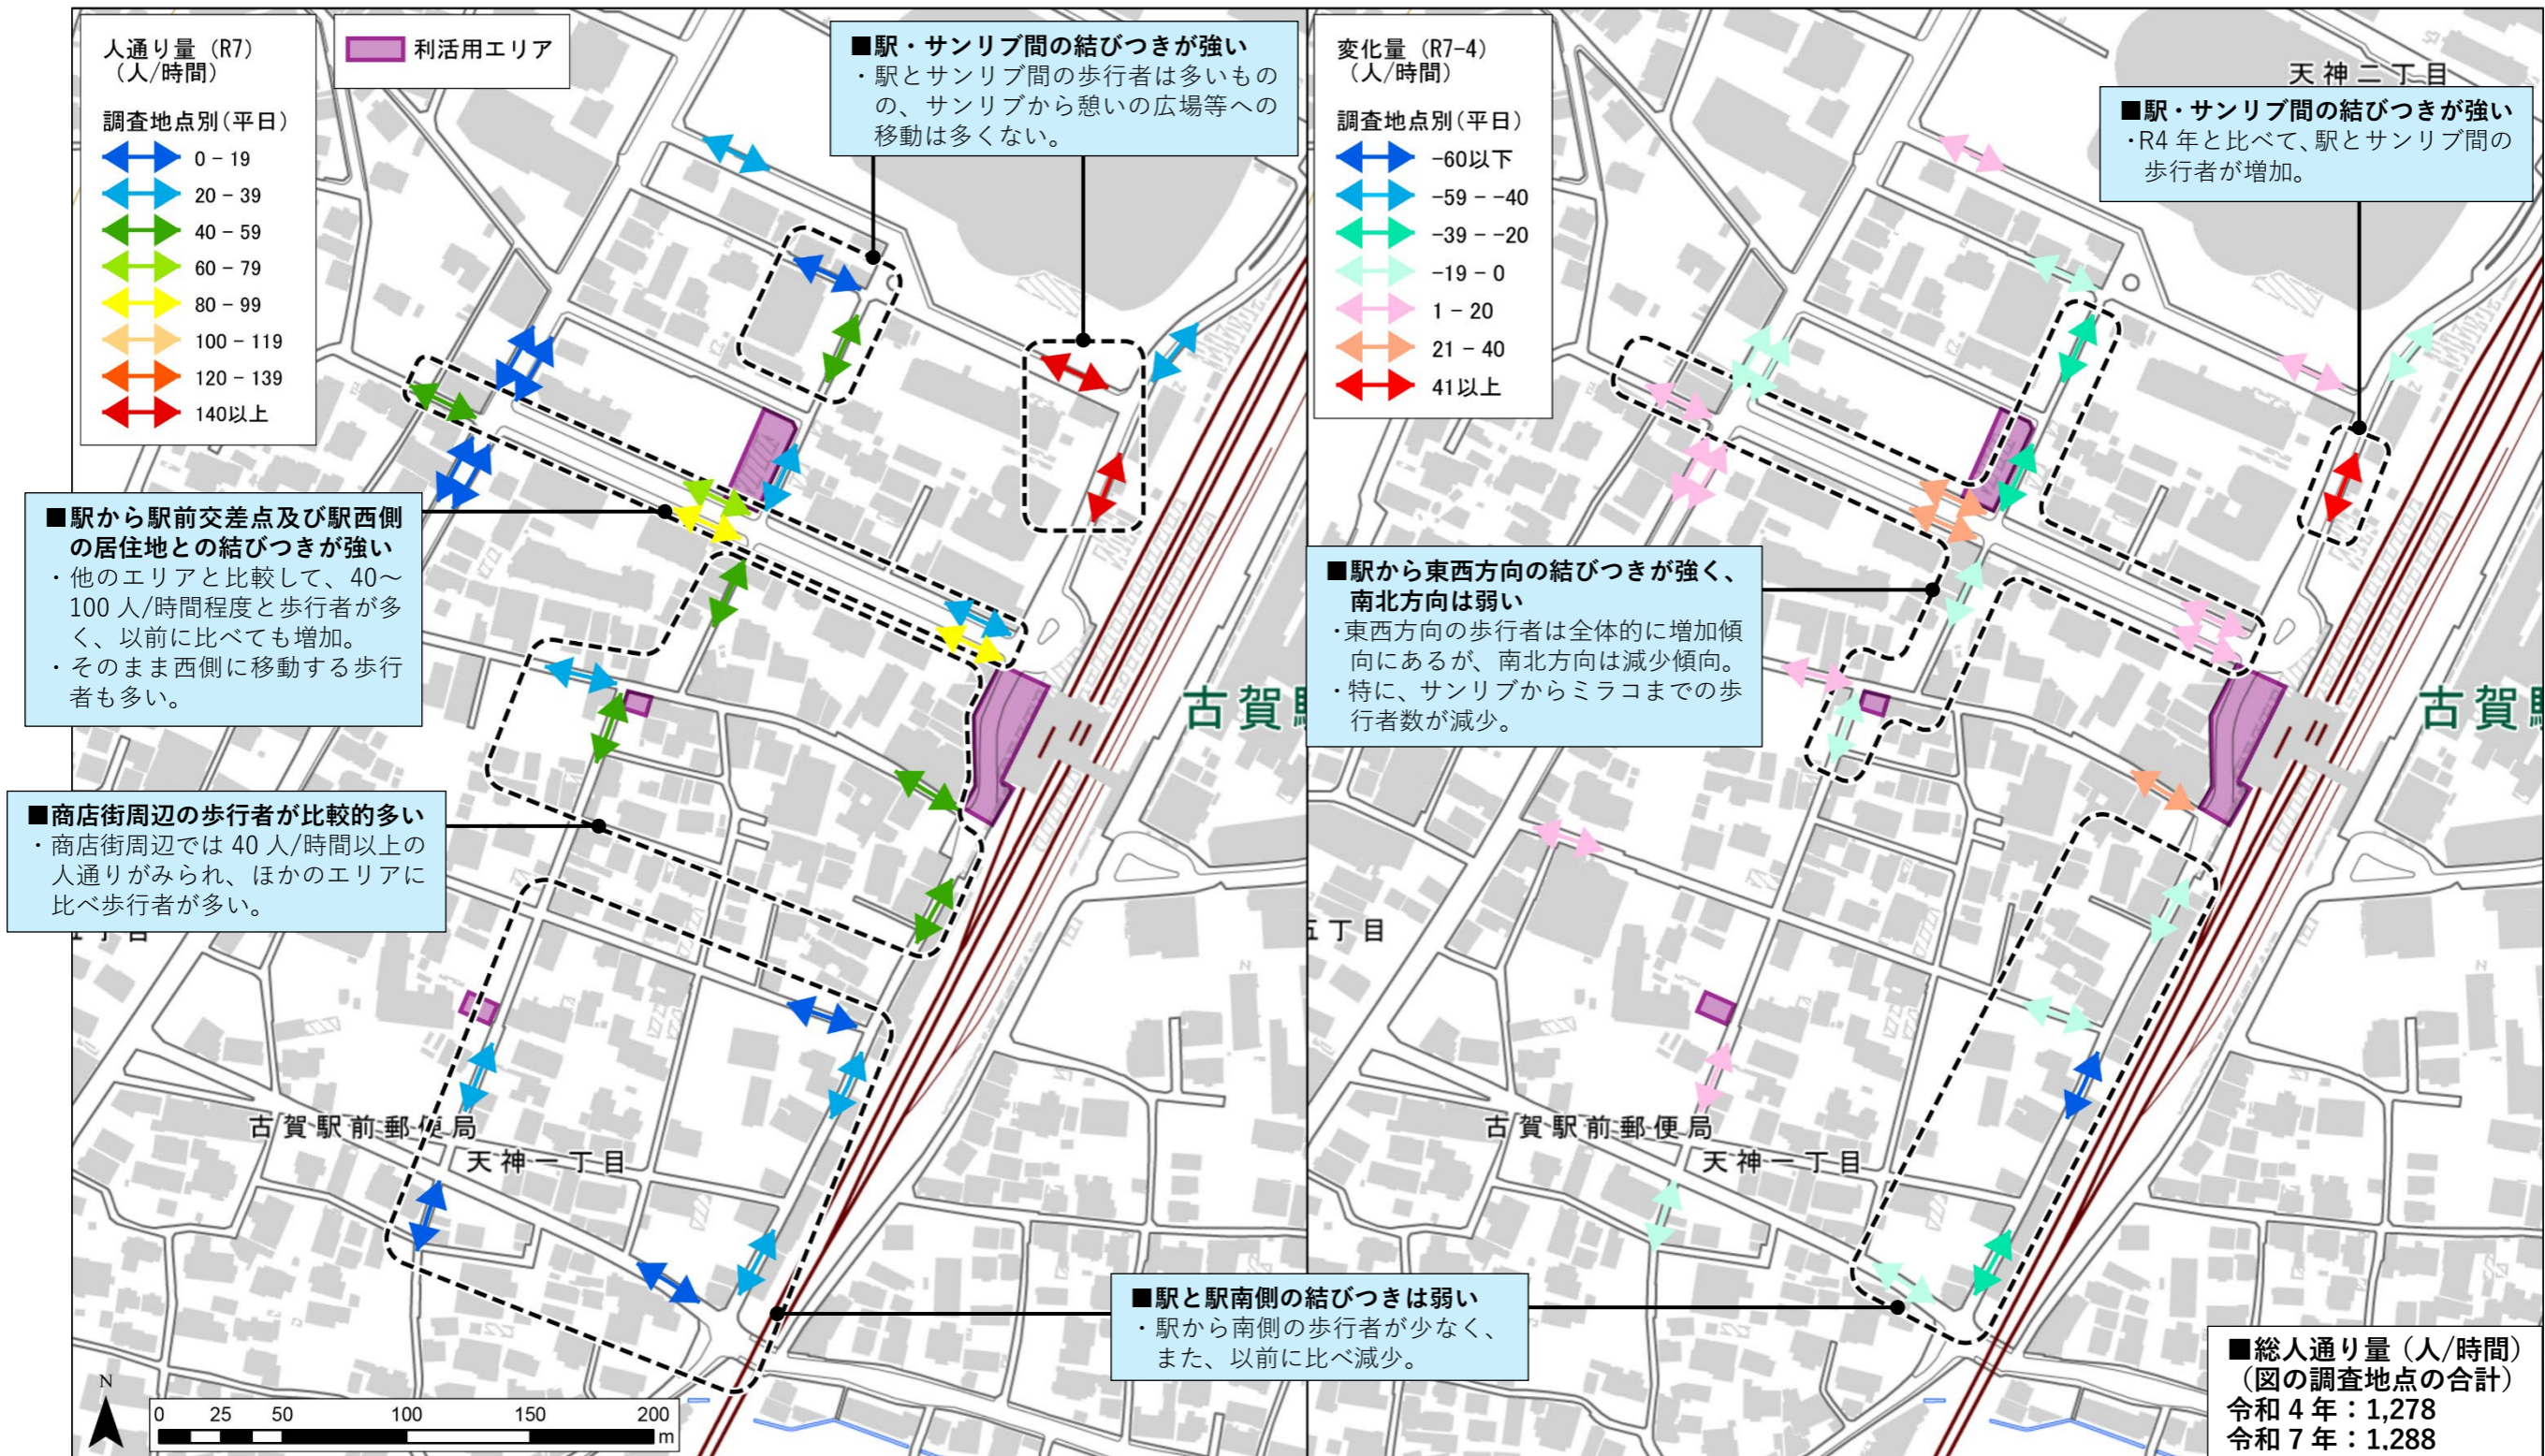 人通り量（R7）
（人/時間）
調査地点別(平日)
0 - 19
20 - 39
40 - 59
60 - 79
80 - 99
100 - 119
120 - 139
140以上
利活用エリア
■駅・サンリブ間の結びつきが強い
・駅とサンリブ間の歩行者は多いもの
の、サンリブから憩いの広場等への
移動は多くない。
■駅から駅前交差点及び駅西側
の居住地との結びつきが強い
・他のエリアと比較して、40～
100 人/時間程度と歩行者が多
く、以前に比べても増加。
・そのまま西側に移動する歩行
者も多い。
■商店街周辺の歩行者が比較的多い
・商店街周辺では 40 人/時間以上の
人通りがみられ、ほかのエリアに
比べ歩行者が多い。
古賀駅
古賀駅前郵便局
天神一丁目
N
0 25 50 100 150 200
m
変化量（R7-4）
（人/時間）
調査地点別(平日)
-60以下
-59 - -40
-39 - -20
-19 - 0
1 - 20
21 - 40
41以上
天神二丁目
■駅・サンリブ間の結びつきが強い
・R4 年と比べて、駅とサンリブ間の
歩行者が増加。
■駅から東西方向の結びつきが強く、
南北方向は弱い
・東西方向の歩行者は全体的に増加傾
向にあるが、南北方向は減少傾向。
・特に、サンリブからミラコまでの歩
行者数が減少。
古賀駅
五丁目
古賀駅前郵便局
天神一丁目
■駅と駅南側の結びつきは弱い
・駅から南側の歩行者が少なく、
また、以前に比べ減少。
■総人通り量（人/時間）
（図の調査地点の合計）
令和 4 年：1,278
令和 7 年：1,288